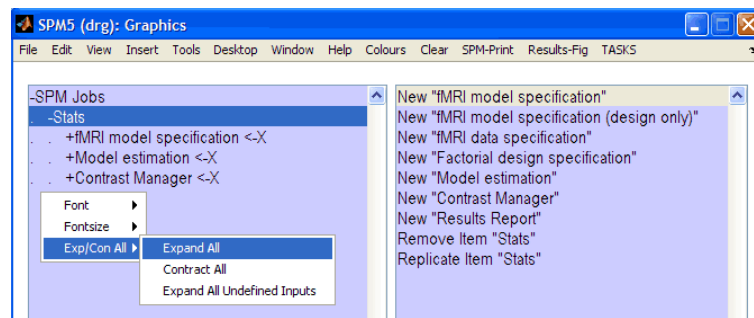 SPM5 (drg): Graphics
File Edit View Insert Tools Desktop Window Help Colours Clear SPM-Print Results-Fig TASKS
-SPM Jobs
. -Stats
. . +fMRI model specification <-X
. . +Model estimation <-X
. . +Contrast Manager <-X
Font
Fontsize
Exp/Con All
Expand All
Contract All
Expand All Undefined Inputs
New "fMRI model specification"
New "fMRI model specification (design only)"
New "fMRI data specification"
New "Factorial design specification"
New "Model estimation"
New "Contrast Manager"
New "Results Report"
Remove Item "Stats"
Replicate Item "Stats"